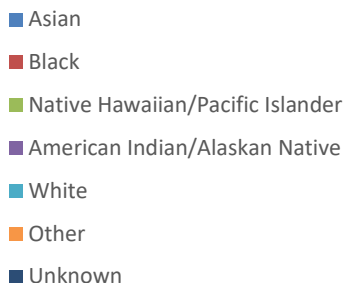 Asian
Black
Native Hawaiian/Pacific Islander
American Indian/Alaskan Native
White
Other
Unknown